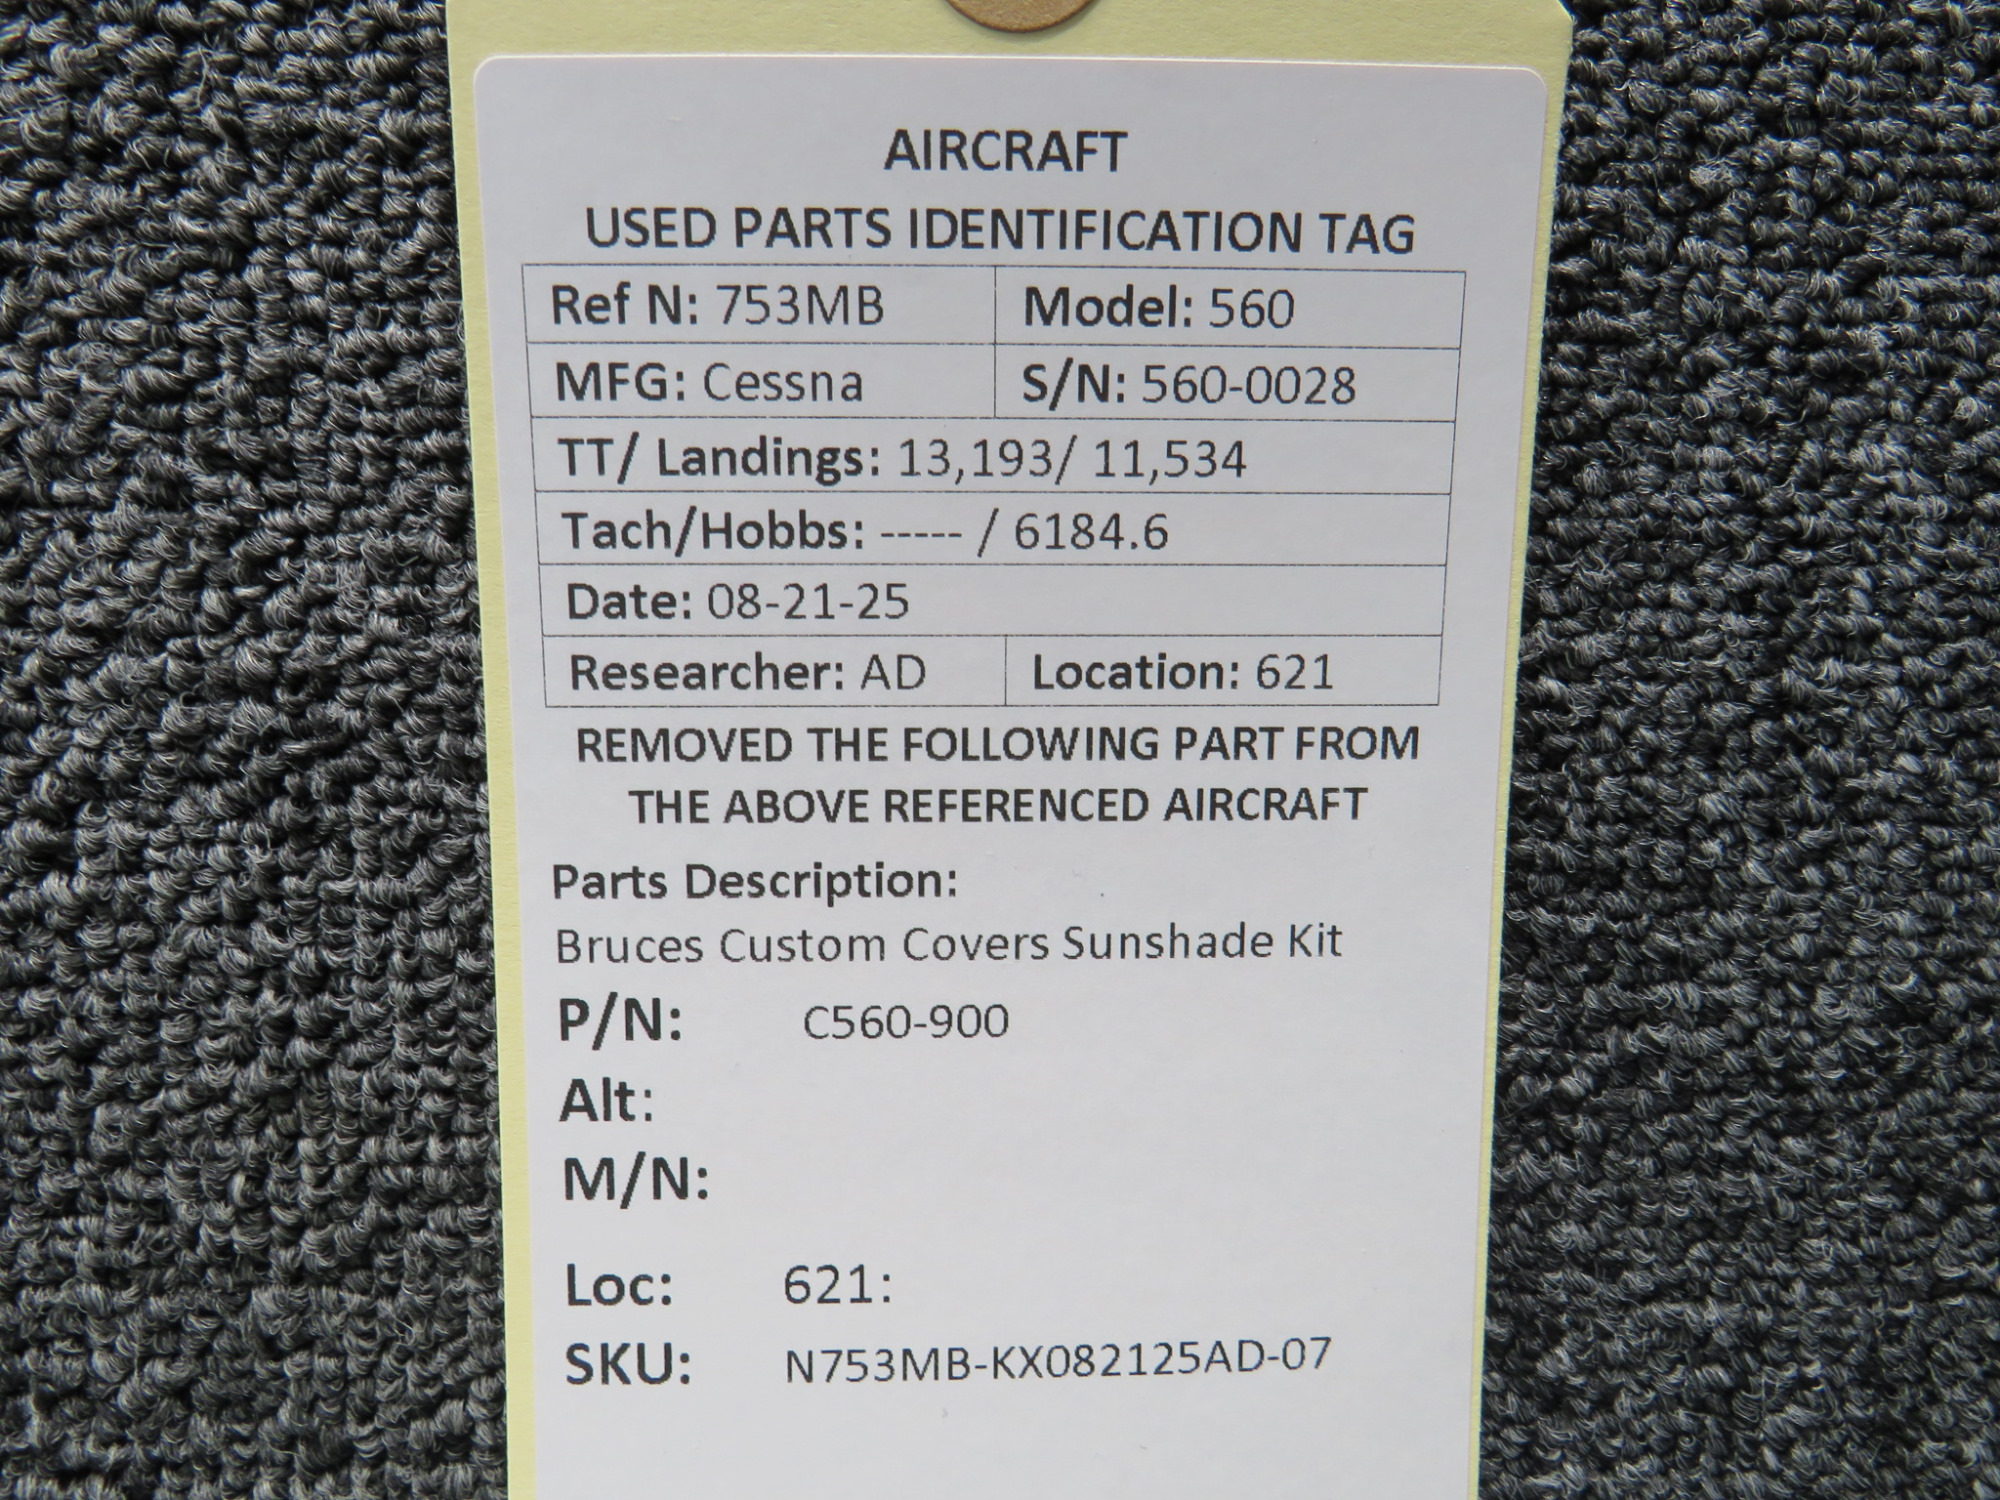 AIRCRAFT
USED PARTS IDENTIFICATION TAG
Ref N: 753MB Model: 560
MFG: Cessna S/N: 560-0028
TT/ Landings: 13,193/ 11,534
Tach/Hobbs: ----- / 6184.6
Date: 08-21-25
Researcher: AD Location: 621
REMOVED THE FOLLOWING PART FROM
THE ABOVE REFERENCED AIRCRAFT
Parts Description:
Bruces Custom Covers Sunshade Kit
P/N: C560-900
Alt:
M/N:
Loc: 621:
SKU: N753MB-KX082125AD-07